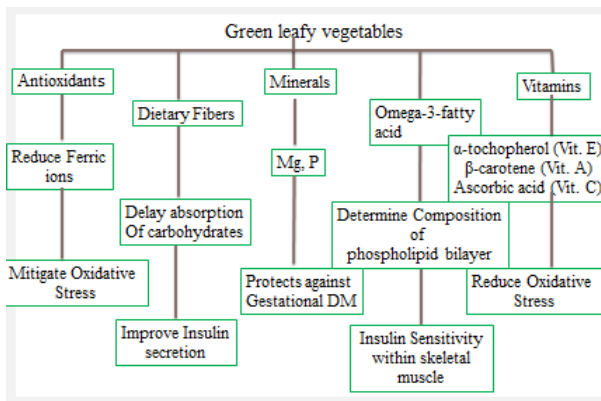 Green leafy vegetables
Antioxidants
Reduce Ferric
ions
Mitigate Oxidative
Stress
Dietary Fibers
Delay absorption
Of carbohydrates
Improve Insulin
secretion
Minerals
Mg, P
Protects against
Gestational DM
Omega-3-fatty
acid
Determine Composition
of
phospholipid bilayer
Insulin Sensitivity
within skeletal
muscle
Vitamins
α-tochopherol (Vit. E)
β-carotene (Vit. A)
Ascorbic acid (Vit. C)
Reduce Oxidative
Stress